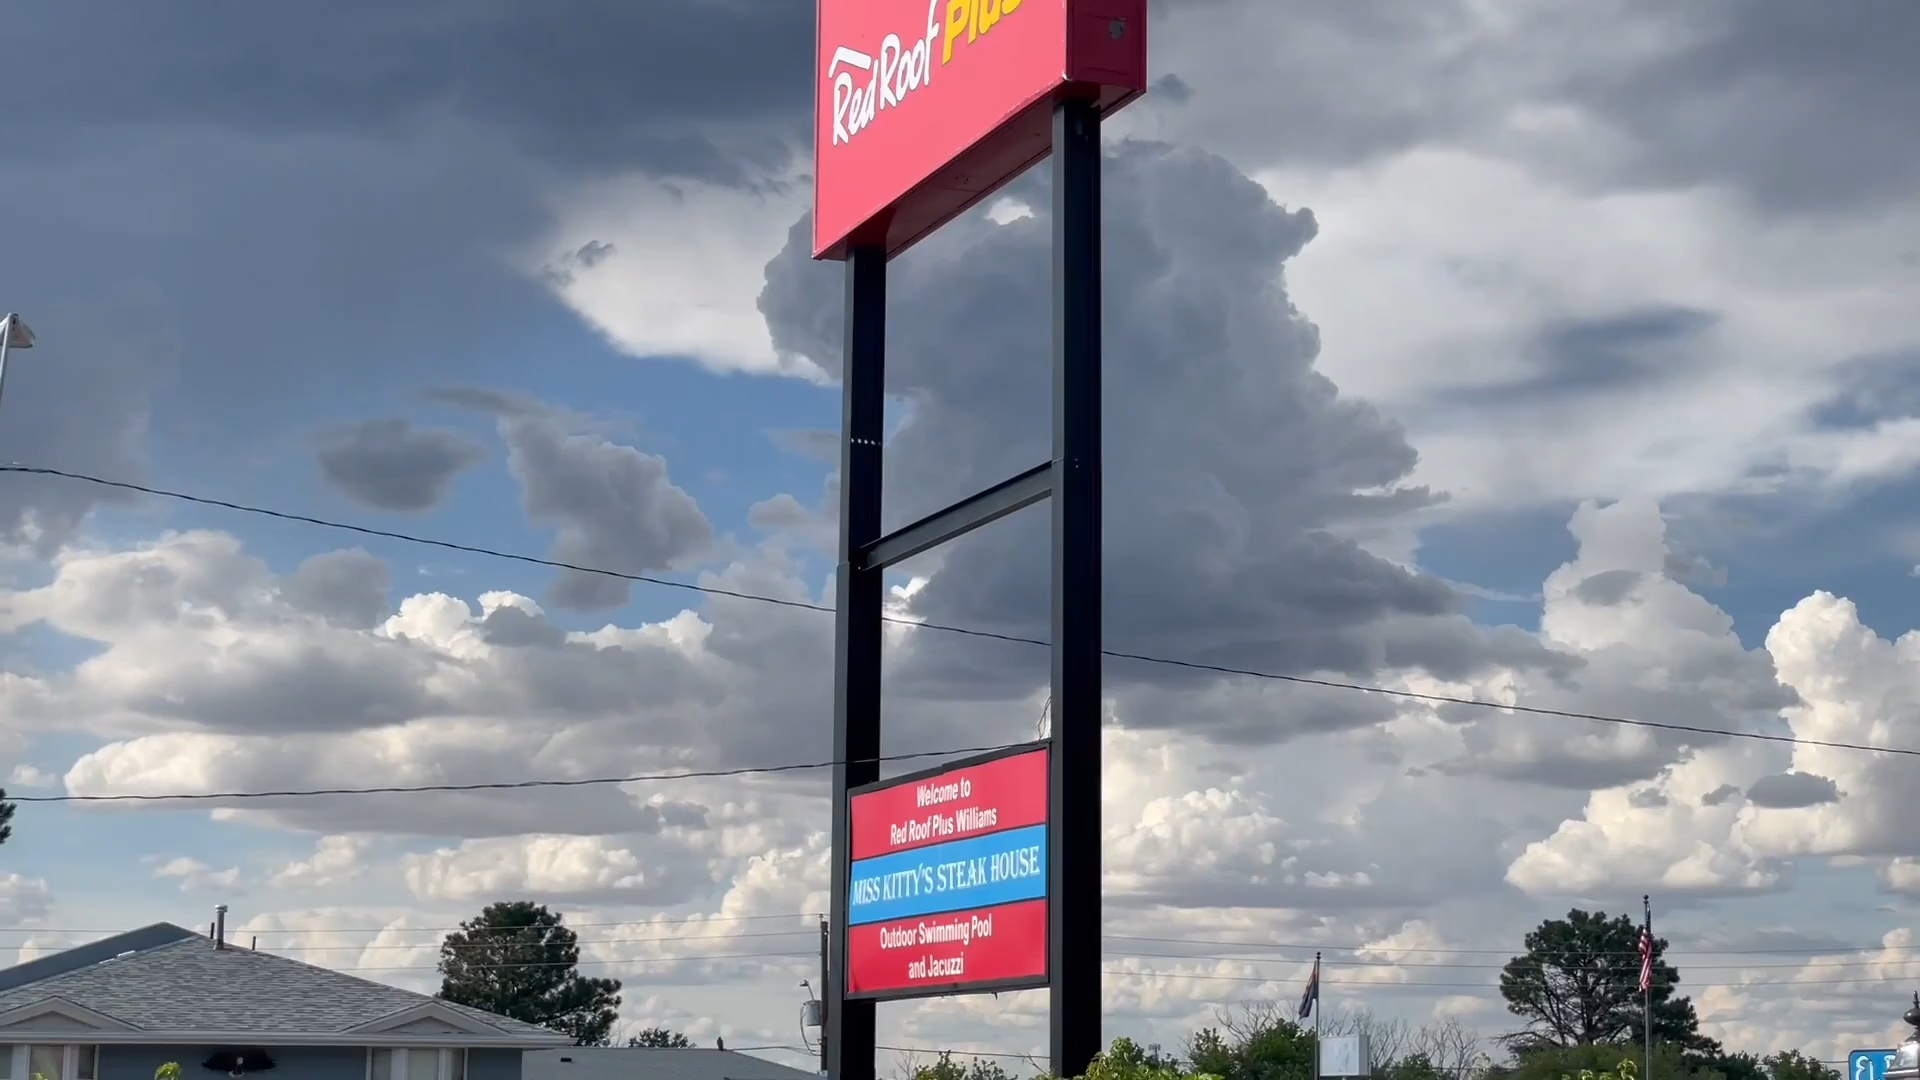 Red Roof Plus
Welcome to
Red Roof Plus Williams
MISS KITTY'S STEAK HOUSE
Outdoor Swimming Pool
and Jacuzzi